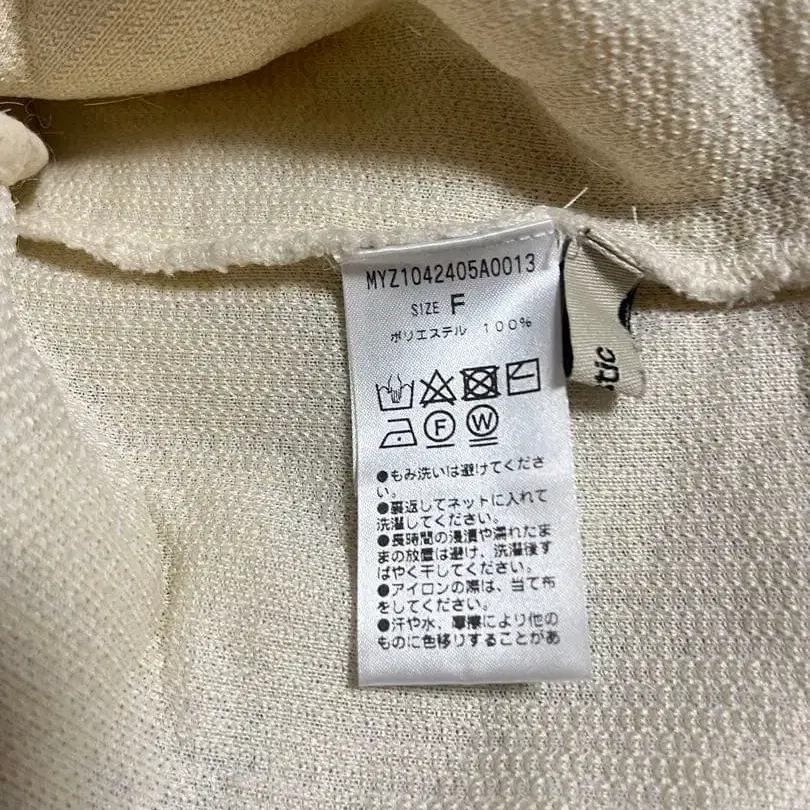 MYZ1042405A0013
SIZE F
ポリエステル 100%
F W
●もみ洗いは避けてくださ
い。
●裏返してネットに入れて
洗濯してください。
●長時間の浸漬や濡れたま
まの放置は避け、洗濯後す
ばやく干してください。
●アイロンの際は、当て布
をしてください。
●汗や水、摩擦により他の
ものに色移りすることがあ
stic